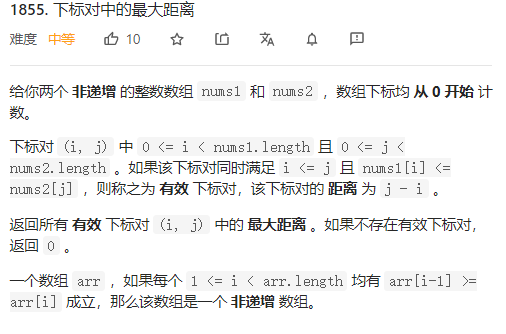 1855. 下标对中的最大距离
难度 中等 10
给你两个 非递增 的整数数组 nums1 和 nums2 ，数组下标均 从 0 开始 计
数。
下标对 (i, j) 中 0 <= i < nums1.length 且 0 <= j <
nums2.length 。如果该下标对同时满足 i <= j 且 nums1[i] <=
nums2[j] ，则称之为 有效 下标对，该下标对的 距离 为 j - i 。
返回所有 有效 下标对 (i, j) 中的 最大距离 。如果不存在有效下标对，
返回 0 。
一个数组 arr ，如果每个 1 <= i < arr.length 均有 arr[i-1] >=
arr[i] 成立，那么该数组是一个 非递增 数组。